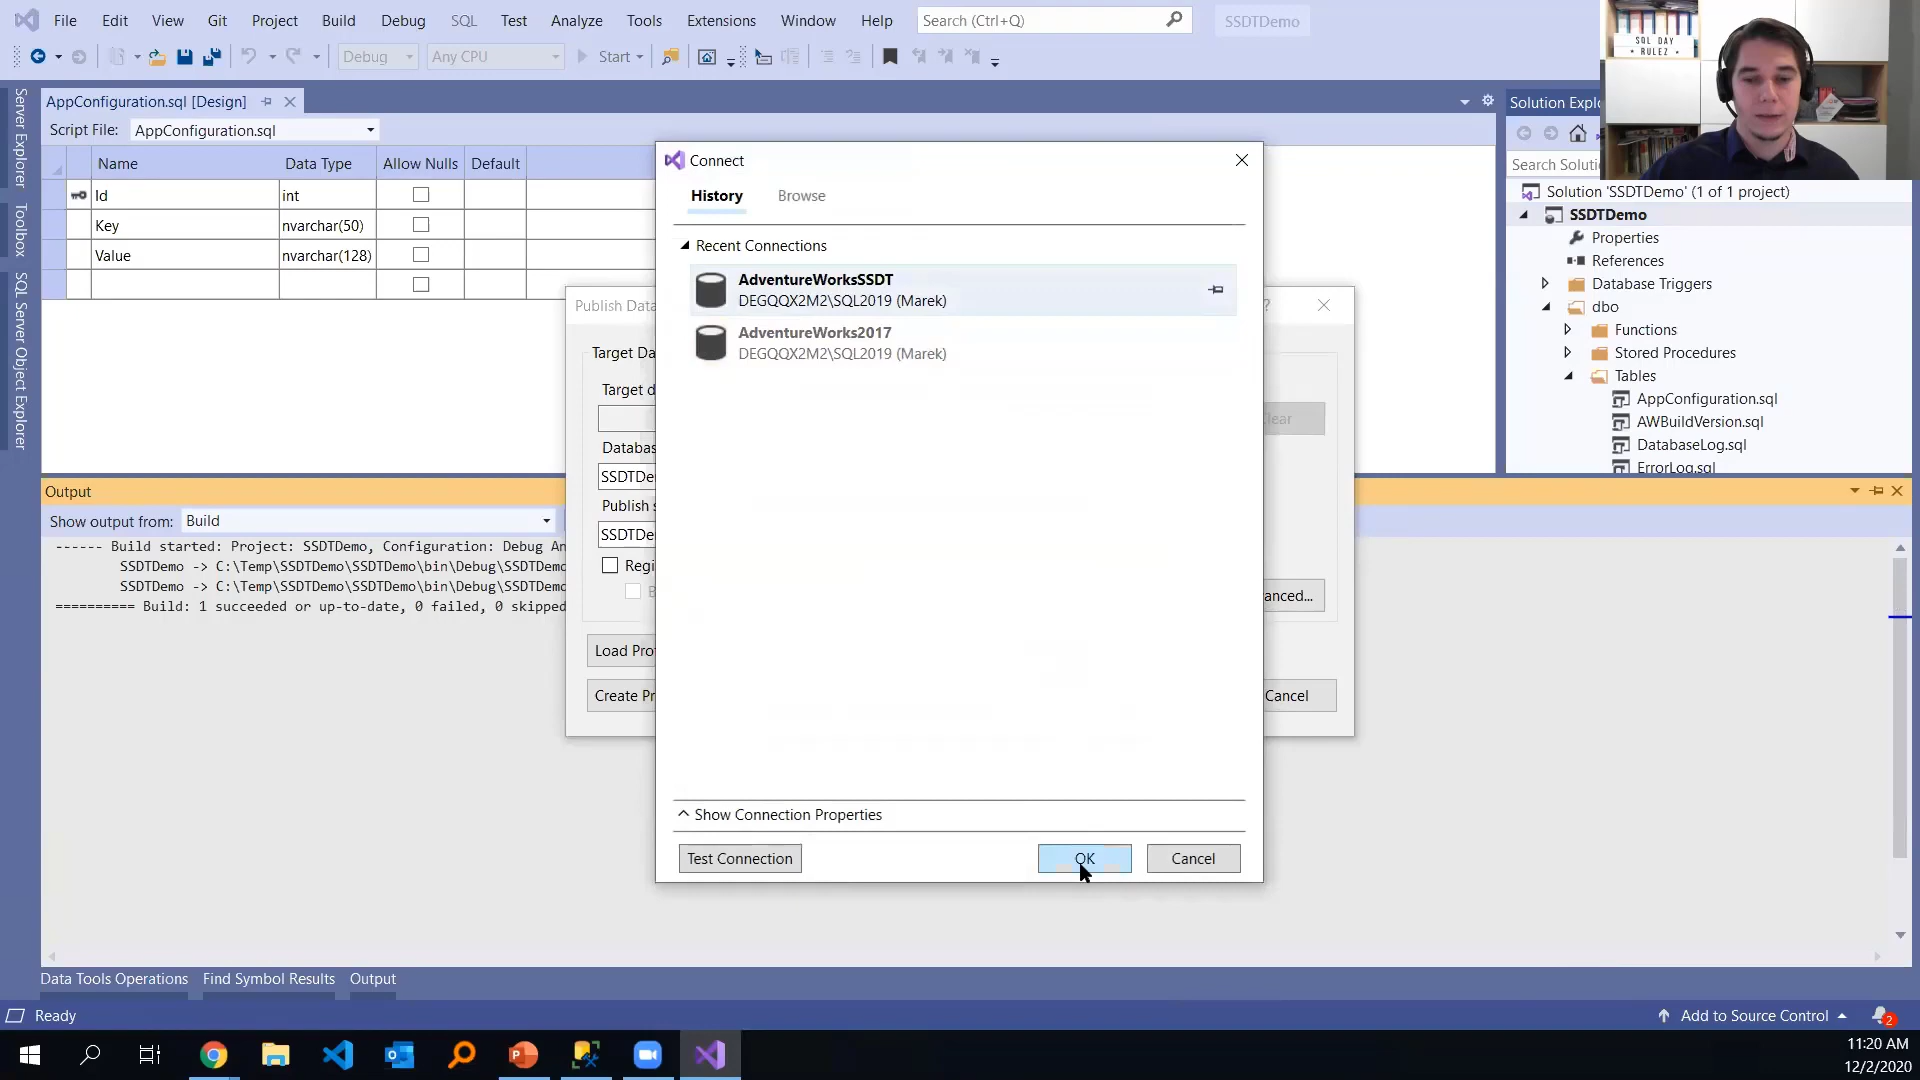 File Edit View Git Project Build Debug SQL Test Analyze Tools Extensions Window Help Search (Ctrl+Q) SSDTDemo
Debug Any CPU Start
SQL DAY
RULEZ
Server Explorer
Toolbox
SQL Server Object Explorer
AppConfiguration.sql [Design]
Script File: AppConfiguration.sql
Name Data Type Allow Nulls Default
Id int
Key nvarchar(50)
Value nvarchar(128)
Connect
History Browse
Recent Connections
AdventureWorksSSDT
DEGQQX2M2\SQL2019 (Marek)
AdventureWorks2017
DEGQQX2M2\SQL2019 (Marek)
Show Connection Properties
Test Connection OK Cancel
Publish Data
?
Target Da
Target d
Clear
Databas
SSDTDe
Publish s
SSDTDe
Regi
B
anced...
Load Pro
Create Pr
Cancel
Solution Explo
Search Soluti
Solution 'SSDTDemo' (1 of 1 project)
SSDTDemo
Properties
References
Database Triggers
dbo
Functions
Stored Procedures
Tables
AppConfiguration.sql
AWBuildVersion.sql
DatabaseLog.sql
ErrorLog.sql
Output
Show output from: Build
------ Build started: Project: SSDTDemo, Configuration: Debug An
SSDTDemo -> C:\Temp\SSDTDemo\SSDTDemo\bin\Debug\SSDTDemo
SSDTDemo -> C:\Temp\SSDTDemo\SSDTDemo\bin\Debug\SSDTDemo
========== Build: 1 succeeded or up-to-date, 0 failed, 0 skipped
Data Tools Operations Find Symbol Results Output
Ready
Add to Source Control
2
11:20 AM
12/2/2020